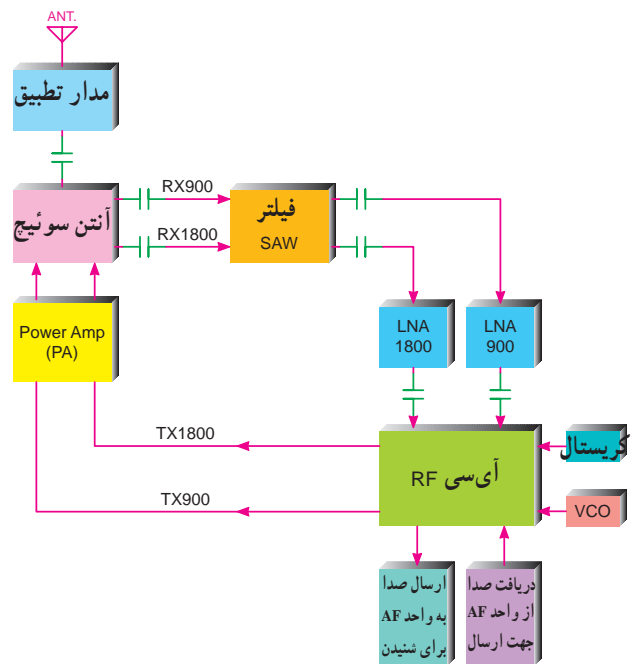 ANT.
مدار تطبیق
آنتن سوئیچ
RX900
RX1800
فیلتر
SAW
Power Amp
(PA)
LNA
1800
LNA
900
TX1800
TX900
آی‌سی RF
کریستال
VCO
ارسال صدا
به واحد AF
برای شنیدن
دریافت صدا
از واحد AF
جهت ارسال